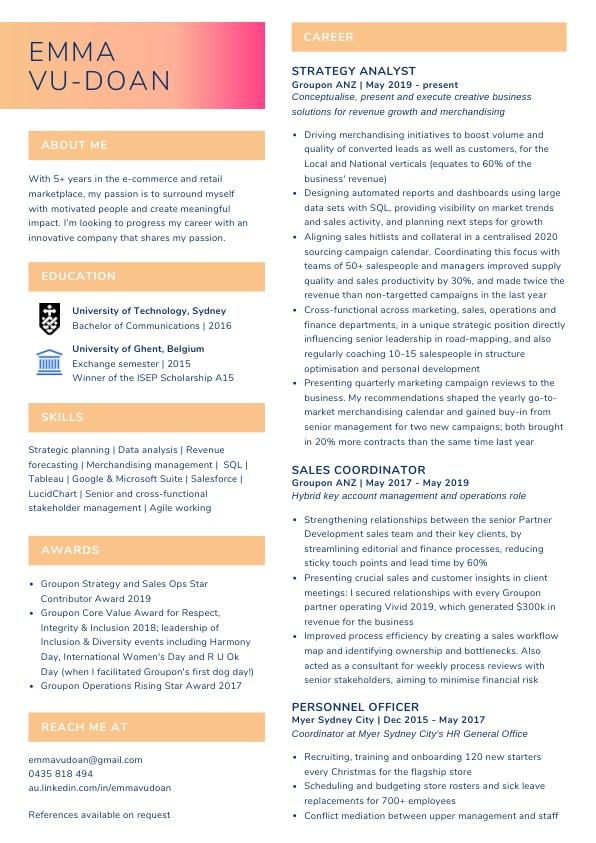 EMMA
VU-DOAN
ABOUT ME
With 5+ years in the e-commerce and retail
marketplace, my passion is to surround myself
with motivated people and create meaningful
impact. I'm looking to progress my career with an
innovative company that shares my passion.
EDUCATION
University of Technology, Sydney
Bachelor of Communications | 2016
University of Ghent, Belgium
Exchange semester | 2015
Winner of the ISEP Scholarship A15
SKILLS
Strategic planning | Data analysis | Revenue
forecasting | Merchandising management | SQL |
Tableau | Google & Microsoft Suite | Salesforce |
LucidChart | Senior and cross-functional
stakeholder management | Agile working
AWARDS
• Groupon Strategy and Sales Ops Star
Contributor Award 2019
• Groupon Core Value Award for Respect,
Integrity & Inclusion 2018; leadership of
Inclusion & Diversity events including Harmony
Day, International Women's Day and R U Ok
Day (when I facilitated Groupon's first dog day!)
• Groupon Operations Rising Star Award 2017
REACH ME AT
emmavudoan@gmail.com
0435 818 494
au.linkedin.com/in/emmavudoan
References available on request
CAREER
STRATEGY ANALYST
Groupon ANZ | May 2019 - present
Conceptualise, present and execute creative business
solutions for revenue growth and merchandising
• Driving merchandising initiatives to boost volume and
quality of converted leads as well as customers, for the
Local and National verticals (equates to 60% of the
business' revenue)
• Designing automated reports and dashboards using large
data sets with SQL, providing visibility on market trends
and sales activity, and planning next steps for growth
• Aligning sales hitlists and collateral in a centralised 2020
sourcing campaign calendar. Coordinating this focus with
teams of 50+ salespeople and managers improved supply
quality and sales productivity by 30%, and made twice the
revenue than non-targetted campaigns in the last year
• Cross-functional across marketing, sales, operations and
finance departments, in a unique strategic position directly
influencing senior leadership in road-mapping, and also
regularly coaching 10-15 salespeople in structure
optimisation and personal development
• Presenting quarterly marketing campaign reviews to the
business. My recommendations shaped the yearly go-to-
market merchandising calendar and gained buy-in from
senior management for two new campaigns; both brought
in 20% more contracts than the same time last year
SALES COORDINATOR
Groupon ANZ | May 2017 - May 2019
Hybrid key account management and operations role
• Strengthening relationships between the senior Partner
Development sales team and their key clients, by
streamlining editorial and finance processes, reducing
sticky touch points and lead time by 60%
• Presenting crucial sales and customer insights in client
meetings: I secured relationships with every Groupon
partner operating Vivid 2019, which generated $300k in
revenue for the business
• Improved process efficiency by creating a sales workflow
map and identifying ownership and bottlenecks. Also
acted as a consultant for weekly process reviews with
senior stakeholders, aiming to minimise financial risk
PERSONNEL OFFICER
Myer Sydney City | Dec 2015 - May 2017
Coordinator at Myer Sydney City's HR General Office
• Recruiting, training and onboarding 120 new starters
every Christmas for the flagship store
• Scheduling and budgeting store rosters and sick leave
replacements for 700+ employees
• Conflict mediation between upper management and staff